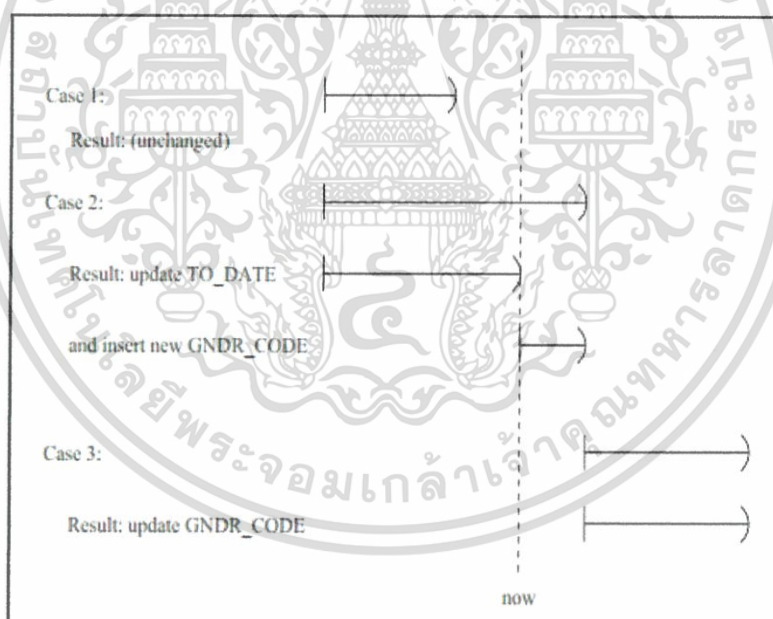 Case 1:
Result: (unchanged)
Case 2:
Result: update TO_DATE
and insert new GNDR_CODE
Case 3:
Result: update GNDR_CODE
now